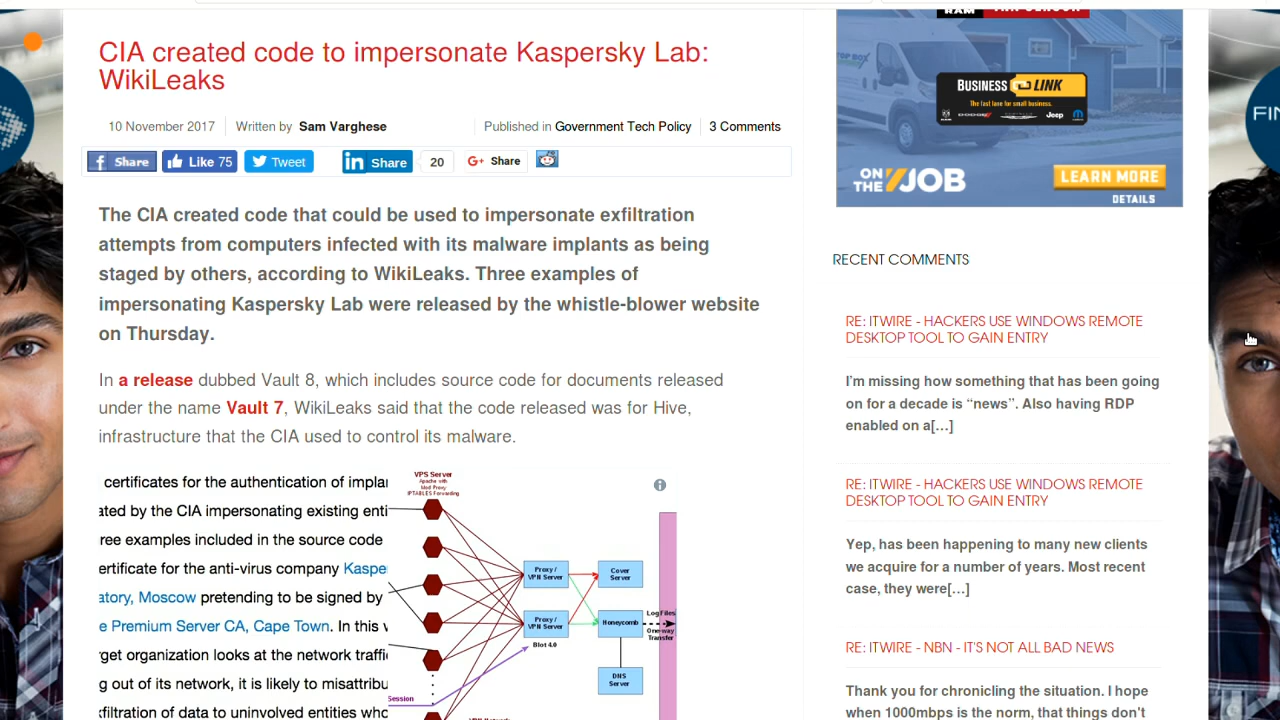 CIA created code to impersonate Kaspersky Lab:
WikiLeaks
10 November 2017
Written by Sam Varghese
Published in Government Tech Policy
3 Comments
Share
Like 75
Tweet
in Share
20
G+ Share
The CIA created code that could be used to impersonate exfiltration
attempts from computers infected with its malware implants as being
staged by others, according to WikiLeaks. Three examples of
impersonating Kaspersky Lab were released by the whistle-blower website
on Thursday.
In a release dubbed Vault 8, which includes source code for documents released
under the name Vault 7, WikiLeaks said that the code released was for Hive,
infrastructure that the CIA used to control its malware.
certificates for the authentication of implan
ated by the CIA impersonating existing enti
ree examples included in the source code
ertificate for the anti-virus company Kaspe
atory, Moscow pretending to be signed by
e Premium Server CA, Cape Town. In this w
rget organization looks at the network traffic
g out of its network, it is likely to misattribu
xfiltration of data to uninvolved entities who
VPS Server
Apache with
Mod Proxy
IPTABLES Forwarding
Proxy /
VPN Server
Cover
Server
Proxy /
VPN Server
Honeycomb
Log Files
One-way
Transfer
Blot 4.0
DNS
Server
Session
RAM
BUSINESS LINK
The fast lane for small business.
DODGE
Jeep
ON
THE JOB
LEARN MORE
DETAILS
RECENT COMMENTS
RE: ITWIRE - HACKERS USE WINDOWS REMOTE
DESKTOP TOOL TO GAIN ENTRY
I'm missing how something that has been going
on for a decade is “news”. Also having RDP
enabled on a[…]
RE: ITWIRE - HACKERS USE WINDOWS REMOTE
DESKTOP TOOL TO GAIN ENTRY
Yep, has been happening to many new clients
we acquire for a number of years. Most recent
case, they were[…]
RE: ITWIRE - NBN - IT'S NOT ALL BAD NEWS
Thank you for chronicling the situation. I hope
when 1000mbps is the norm, that things don't
FIN